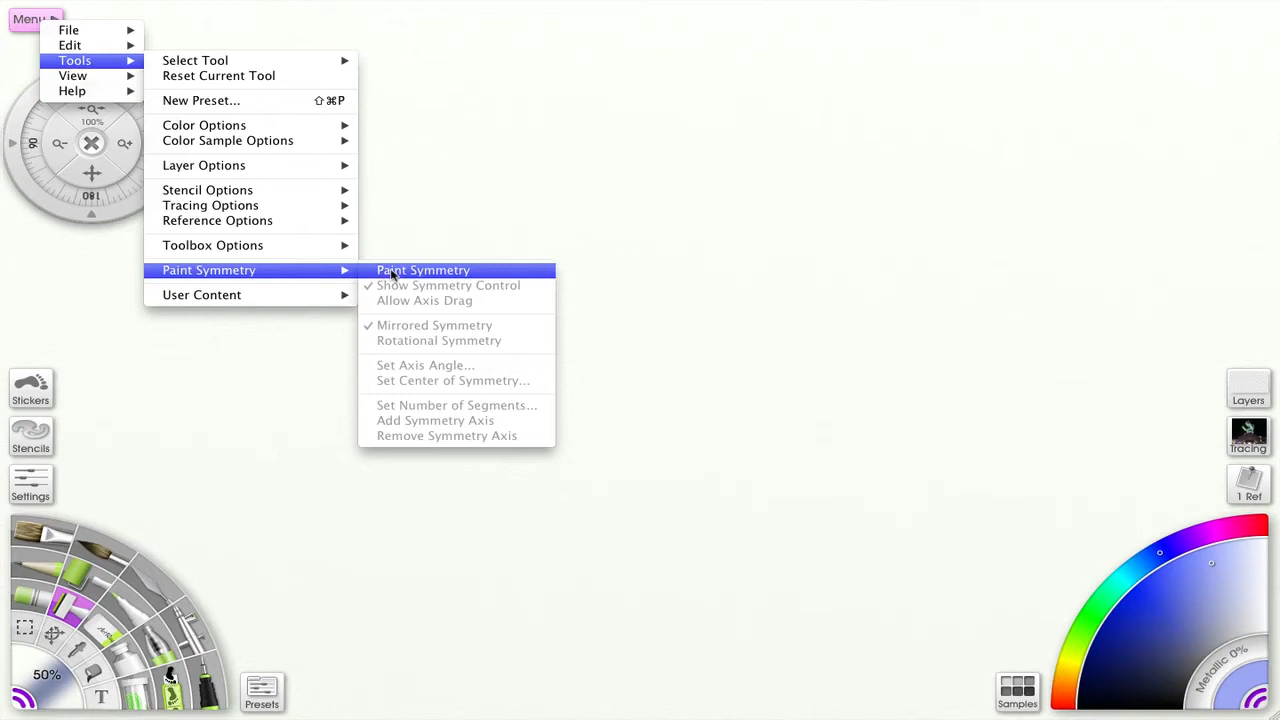 Menu
File
Edit
Tools
View
Help
Select Tool
Reset Current Tool
New Preset... ⇧⌘P
Color Options
Color Sample Options
Layer Options
Stencil Options
Tracing Options
Reference Options
Toolbox Options
Paint Symmetry
User Content
Paint Symmetry
✓ Show Symmetry Control
Allow Axis Drag
✓ Mirrored Symmetry
Rotational Symmetry
Set Axis Angle...
Set Center of Symmetry...
Set Number of Segments...
Add Symmetry Axis
Remove Symmetry Axis
100%
90
180
Stickers
Stencils
Settings
50%
T
Presets
Layers
Tracing
1 Ref
Metallic 0%
Samples